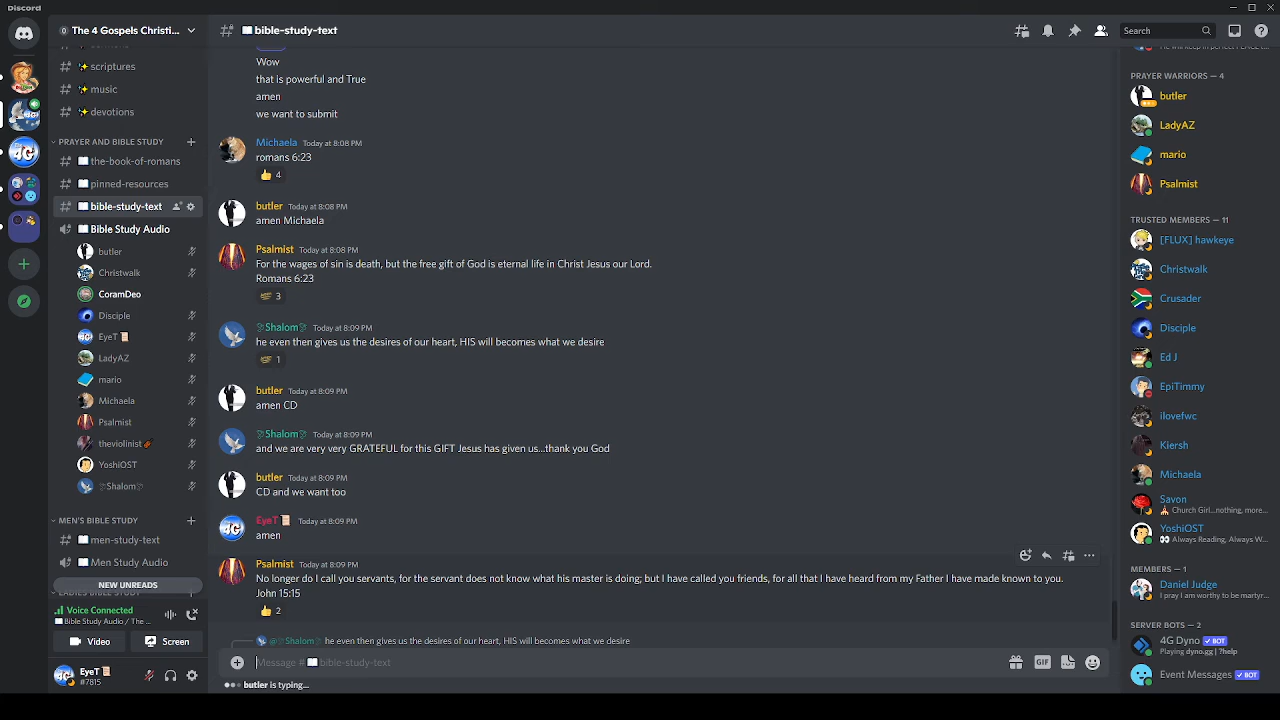 Discord
The 4 Gospels Christi...
bible-study-text
Search
scriptures
music
devotions
PRAYER AND BIBLE STUDY
the-book-of-romans
pinned-resources
bible-study-text
Bible Study Audio
butler
Christwalk
CoramDeo
Disciple
EyeT
LadyAZ
mario
Michaela
Psalmist
theviolinist
YoshiOST
Shalom
MEN'S BIBLE STUDY
men-study-text
Men Study Audio
NEW UNREADS
Voice Connected
Bible Study Audio / The ...
Video
Screen
EyeT
#7815
Wow
that is powerful and True
amen
we want to submit
Michaela Today at 8:08 PM
romans 6:23
4
butler Today at 8:08 PM
amen Michaela
Psalmist Today at 8:08 PM
For the wages of sin is death, but the free gift of God is eternal life in Christ Jesus our Lord.
Romans 6:23
3
Shalom Today at 8:09 PM
he even then gives us the desires of our heart, HIS will becomes what we desire
1
butler Today at 8:09 PM
amen CD
Shalom Today at 8:09 PM
and we are very very GRATEFUL for this GIFT Jesus has given us...thank you God
butler Today at 8:09 PM
CD and we want too
EyeT Today at 8:09 PM
amen
Psalmist Today at 8:09 PM
No longer do I call you servants, for the servant does not know what his master is doing; but I have called you friends, for all that I have heard from my Father I have made known to you.
John 15:15
2
@Shalom he even then gives us the desires of our heart, HIS will becomes what we desire
Message # bible-study-text
GIF
butler is typing...
PRAYER WARRIORS — 4
butler
LadyAZ
mario
Psalmist
TRUSTED MEMBERS — 11
[FLUX] hawkeye
Christwalk
Crusader
Disciple
Ed J
EpiTimmy
ilovefwc
Kiersh
Michaela
Savon
Church Girl...nothing, more...
YoshiOST
Always Reading, Always W...
MEMBERS — 1
Daniel Judge
I pray I am worthy to be martyr...
SERVER BOTS — 2
4G Dyno BOT
Playing dyno.gg | ?help
Event Messages BOT